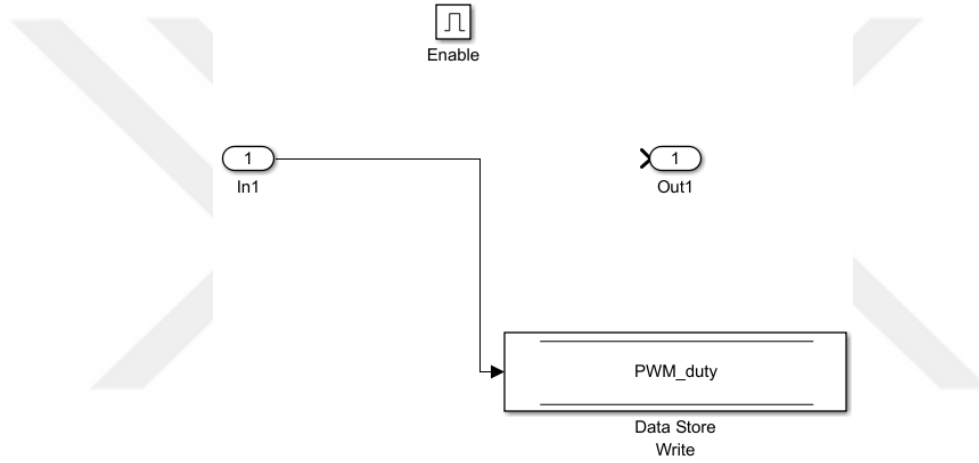 Enable
1
In1
1
Out1
PWM_duty
Data Store
Write